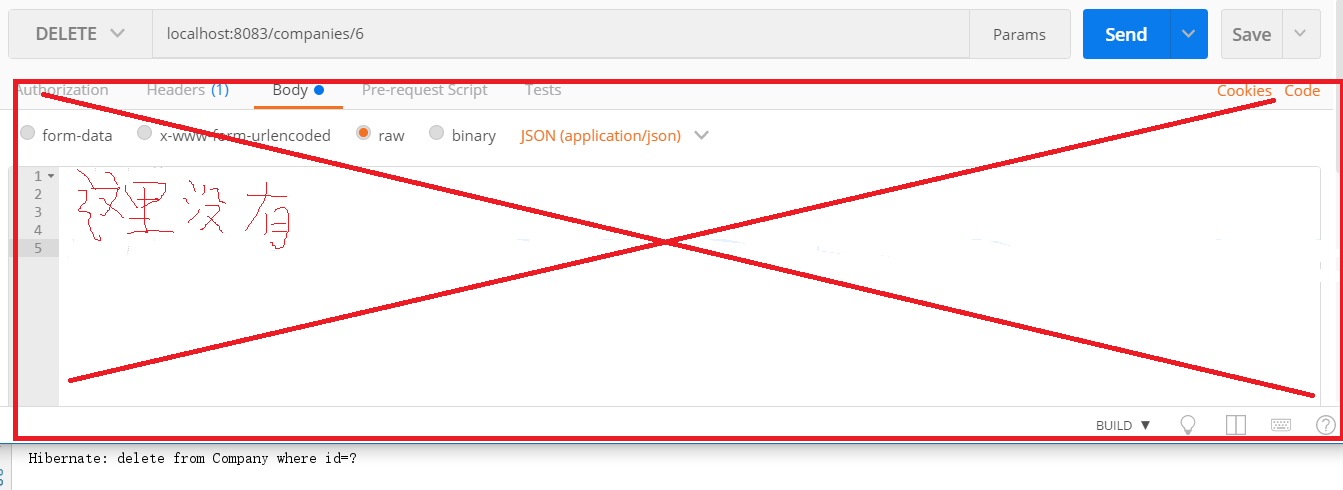 DELETE localhost:8083/companies/6 Params Send Save
Authorization Headers (1) Body Pre-request Script Tests Cookies Code
form-data x-www-form-urlencoded raw binary JSON (application/json)
1
2
3
4
5
这里没有
BUILD
Hibernate: delete from Company where id=?